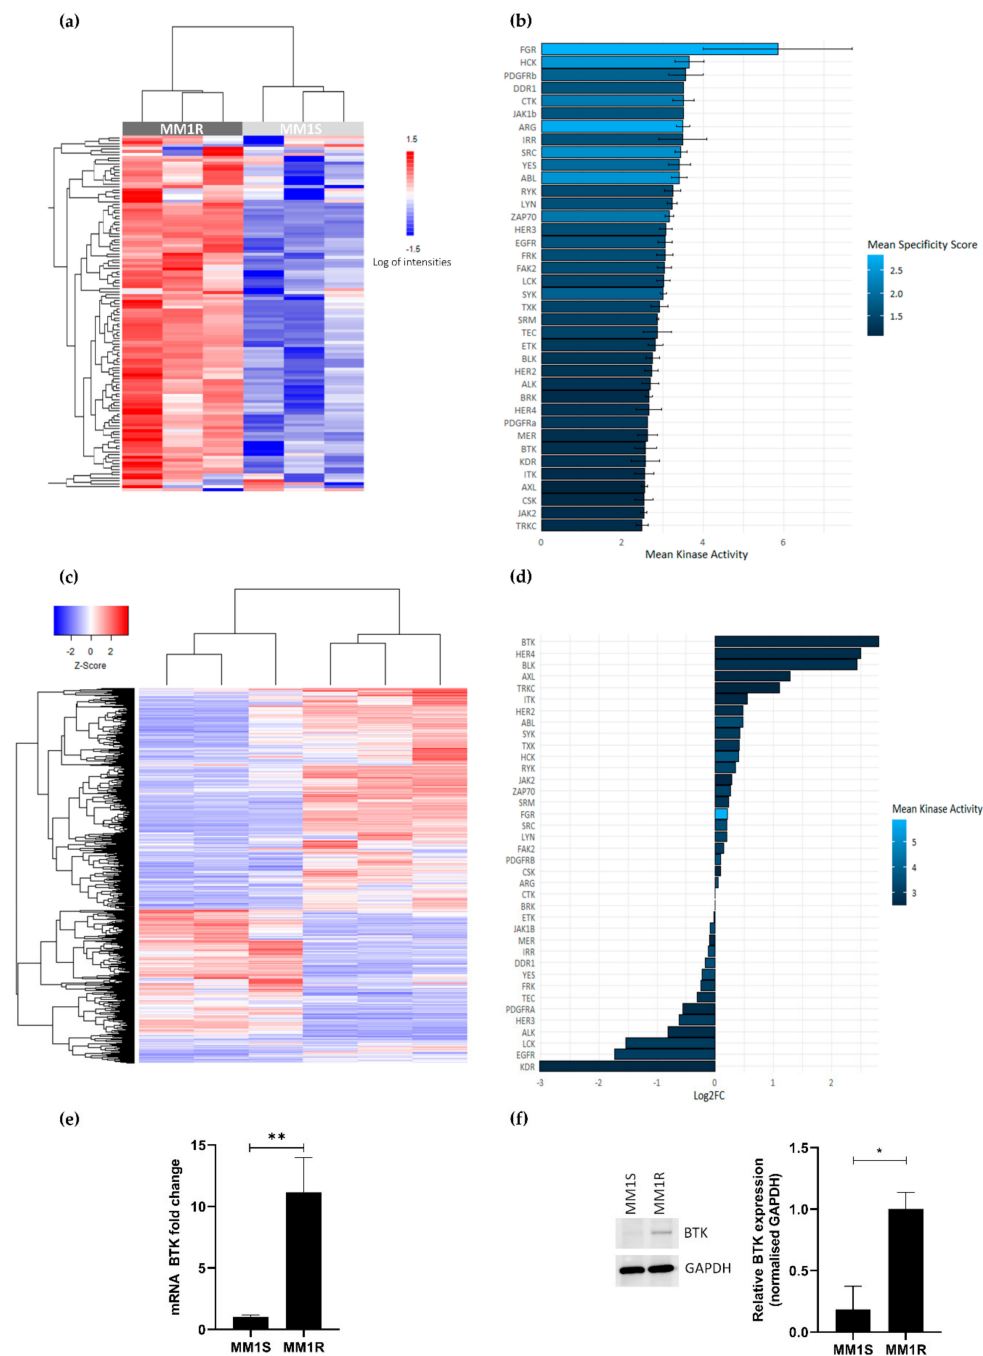 (a)
MM1R
MM1S
1.5
-1.5
Log of intensities
(b)
FGR
HCK
PDGFRb
DDR1
CTK
JAK1b
ARG
IRR
SRC
YES
ABL
RYK
LYN
ZAP70
HER3
EGFR
FRK
FAK2
LCK
SYK
TXK
SRM
TEC
ETK
BLK
HER2
ALK
BRK
HER4
PDGFRa
MER
BTK
KDR
ITK
AXL
CSK
JAK2
TRKC
0 2 4 6
Mean Kinase Activity
Mean Specificity Score
2.5
2.0
1.5
(c)
-2 0 2
Z-Score
(d)
BTK
HER4
BLK
AXL
TRKC
ITK
HER2
ABL
SYK
TXK
HCK
RYK
JAK2
ZAP70
SRM
FGR
SRC
LYN
FAK2
PDGFRB
CSK
ARG
CTK
BRK
ETK
JAK1B
MER
IRR
DDR1
YES
FRK
TEC
PDGFRA
HER3
ALK
LCK
EGFR
KDR
-3 -2 -1 0 1 2
Log2FC
Mean Kinase Activity
5
4
3
(e)
mRNA BTK fold change
15
10
5
0
**
MM1S MM1R
(f)
MM1S
MM1R
BTK
GAPDH
Relative BTK expression
(normalised GAPDH)
1.5
1.0
0.5
0.0
*
MM1S MM1R